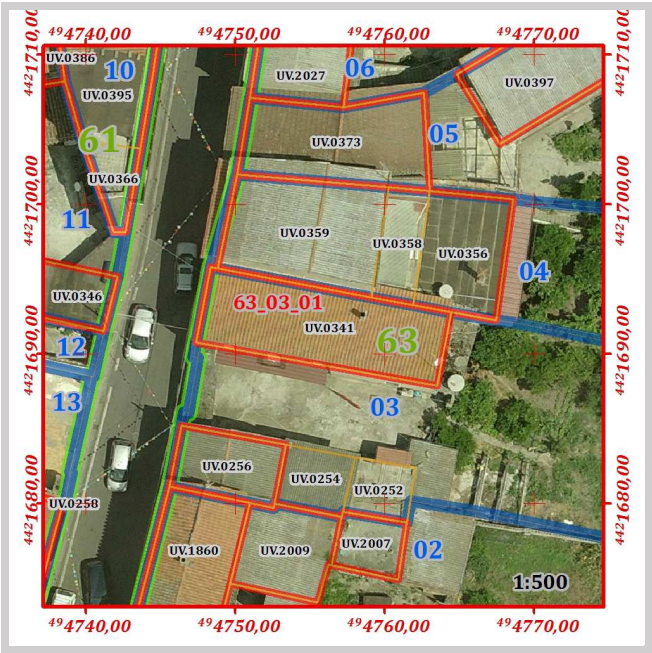 ⁴⁹4740,00 ⁴⁹4750,00 ⁴⁹4760,00 ⁴⁹4770,00
⁴⁴²1710,00 ⁴⁴²1710,00
UV.0386
10
UV.0395
UV.2027
06
UV.0397
61
UV.0373
05
UV.0366
⁴⁴²1700,00 ⁴⁴²1700,00
11
UV.0359
UV.0358
UV.0356
04
UV.0346
63_03_01
UV.0341
63
⁴⁴²1690,00 ⁴⁴²1690,00
12
13
03
UV.0256
UV.0254
UV.0252
⁴⁴²1680,00 ⁴⁴²1680,00
UV.0258
UV.1860
UV.2009
UV.2007
02
1:500
⁴⁹4740,00 ⁴⁹4750,00 ⁴⁹4760,00 ⁴⁹4770,00